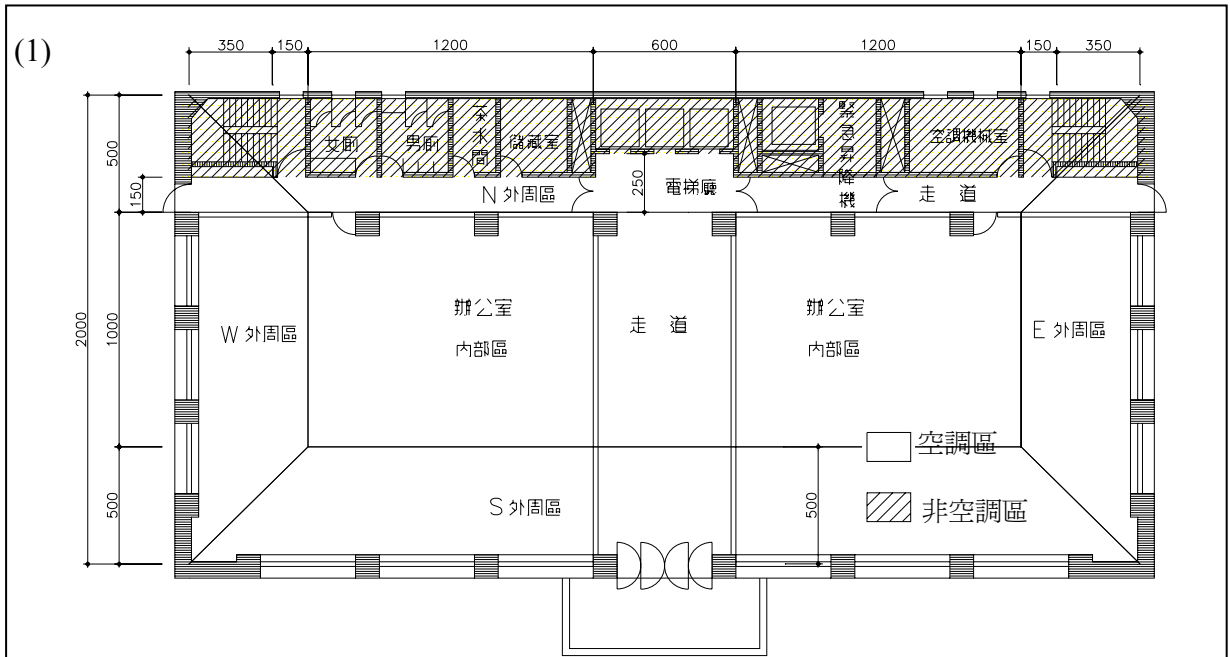 (1)
350 150 1200 600 1200 150 350
500
150
250
2000
1000
500
500
女廁
男廁
茶水間
儲藏室
電梯廳
緊急昇降機
空調機械室
N 外周區
走道
W 外周區
辦公室
內部區
走道
辦公室
內部區
E 外周區
S 外周區
空調區
非空調區